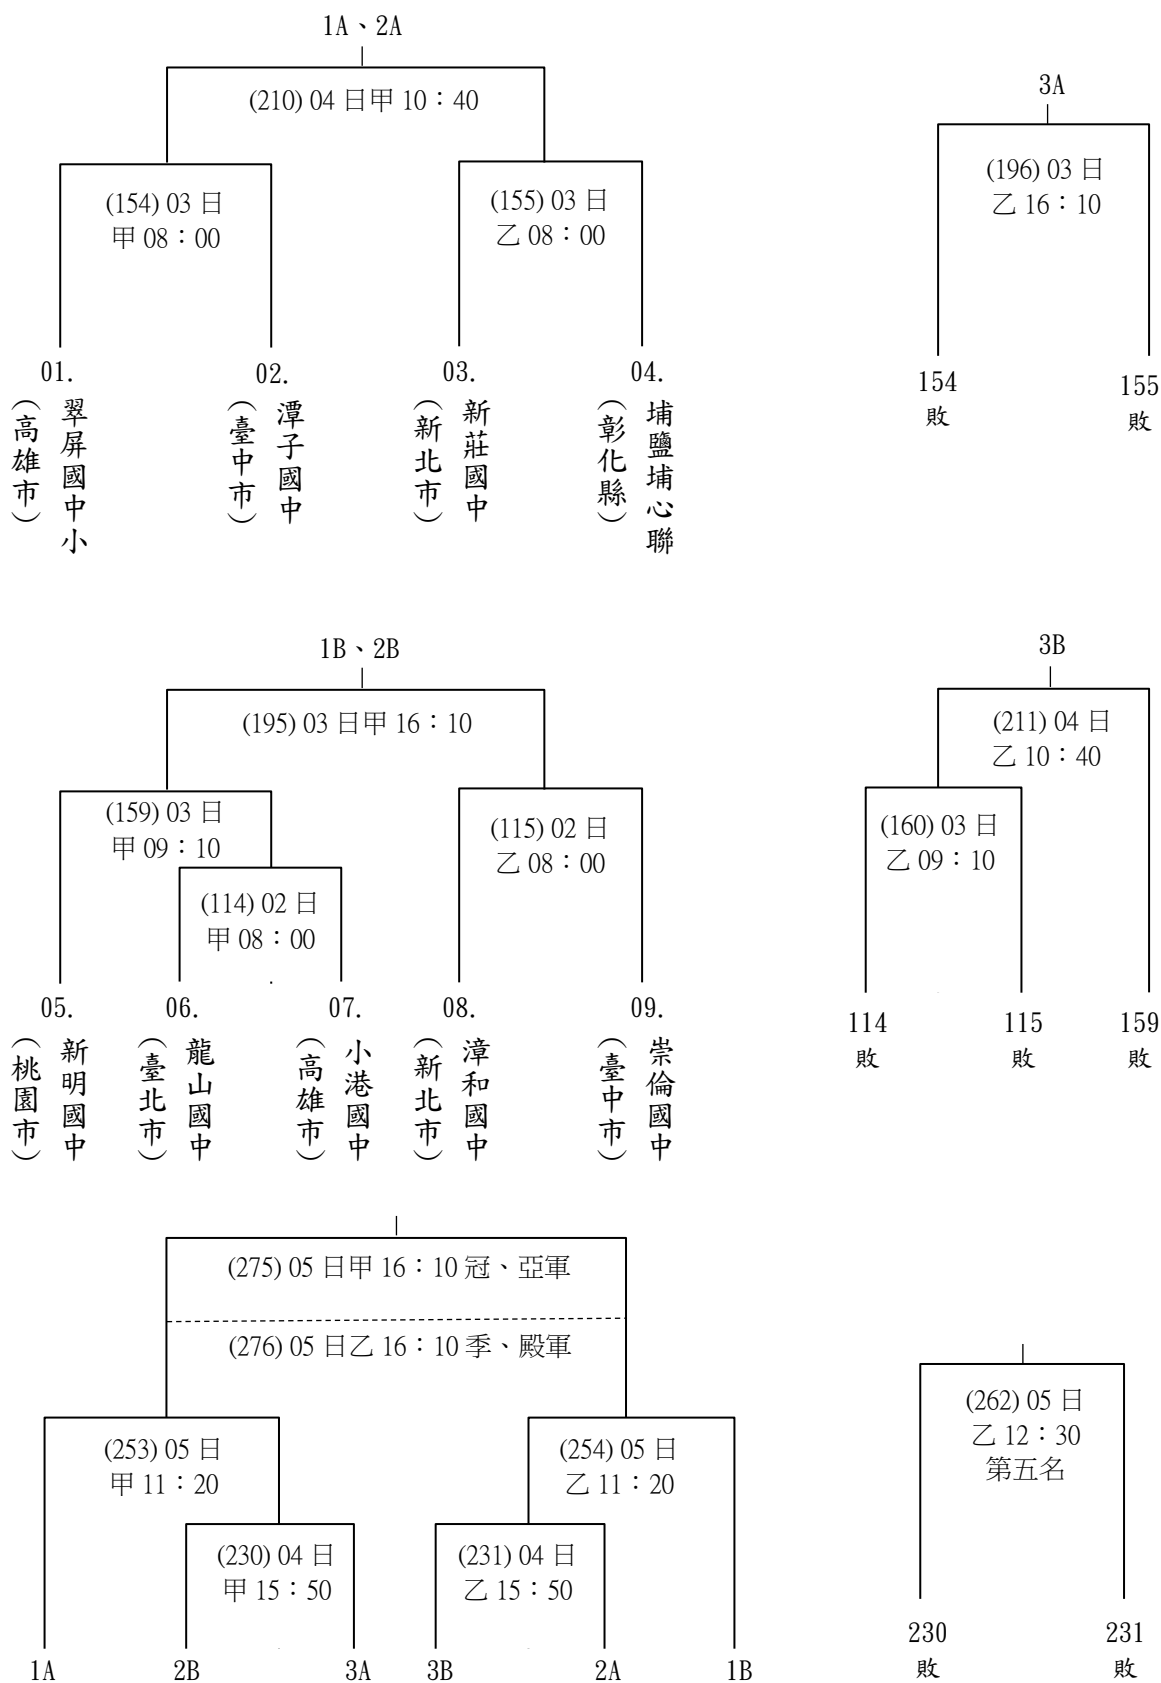 1A、2A
(210) 04 日甲 10：40
(154) 03 日
甲 08：00
(155) 03 日
乙 08：00
01.
翠屏國中小
(高雄市)
02.
潭子國中
(臺中市)
03.
新莊國中
(新北市)
04.
埔鹽埔心聯
(彰化縣)
3A
(196) 03 日
乙 16：10
154
敗
155
敗
1B、2B
(195) 03 日甲 16：10
(159) 03 日
甲 09：10
(114) 02 日
甲 08：00
(115) 02 日
乙 08：00
05.
新明國中
(桃園市)
06.
龍山國中
(臺北市)
07.
小港國中
(高雄市)
08.
漳和國中
(新北市)
09.
崇倫國中
(臺中市)
3B
(211) 04 日
乙 10：40
(160) 03 日
乙 09：10
114
敗
115
敗
159
敗
(275) 05 日甲 16：10 冠、亞軍
(276) 05 日乙 16：10 季、殿軍
(253) 05 日
甲 11：20
(254) 05 日
乙 11：20
(230) 04 日
甲 15：50
(231) 04 日
乙 15：50
1A
2B
3A
3B
2A
1B
(262) 05 日
乙 12：30
第五名
230
敗
231
敗